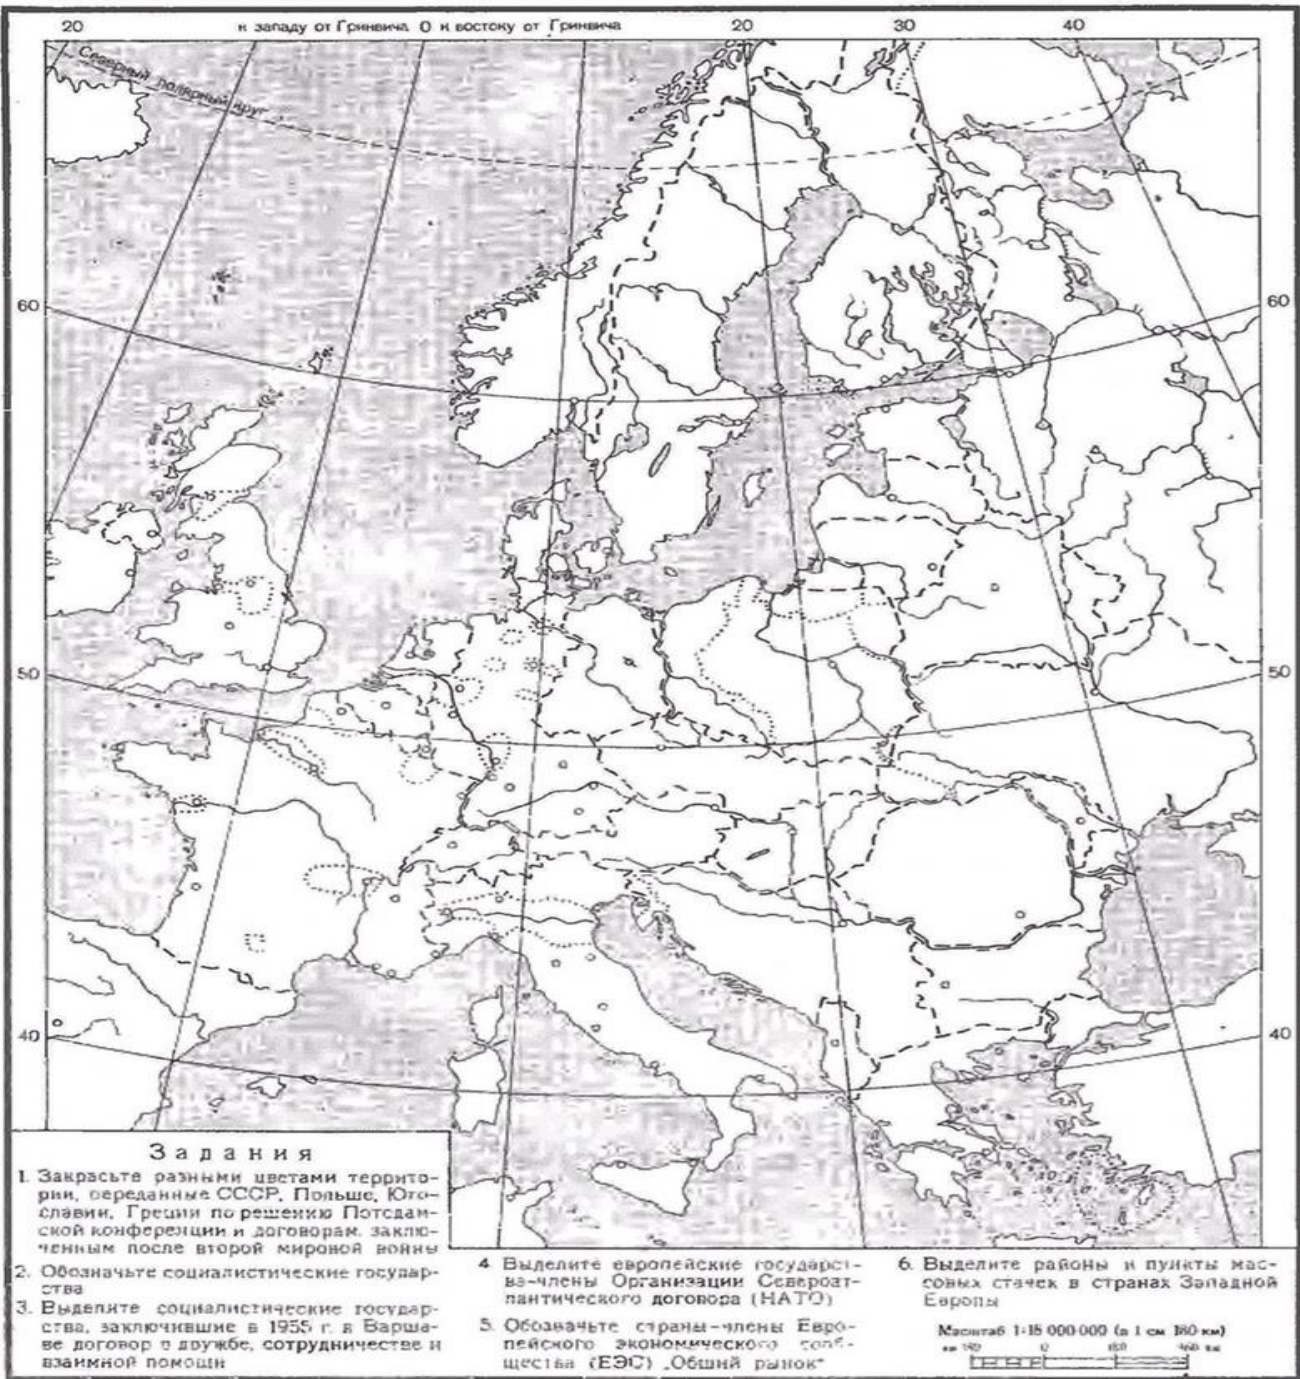 20 к западу от Гринвича 0 к востоку от Гринвича 20 30 40
Северный полярный круг
60 60
50 50
40 40
Задания
1. Закрасьте разными цветами террито-
рии, переданные СССР, Польше, Юго-
славии, Греции по решению Потсдам-
ской конференции и договорам, заклю-
ченным после второй мировой войны
2. Обозначьте социалистические государ-
ства
3. Выделите социалистические государ-
ства, заключившие в 1955 г. в Варша-
ве договор о дружбе, сотрудничестве и
взаимной помощи
4 Выделите европейские государст-
ва-члены Организации Североат-
лантического договора (НАТО)
5. Обозначьте страны-члены Евро-
пейского экономического сооб-
щества (ЕЭС) „Общий рынок"
6. Выделите районы и пункты мас-
совых стачек в странах Западной
Европы
Масштаб 1:18 000 000 (в 1 см 180 км)
км 180 0 180 км